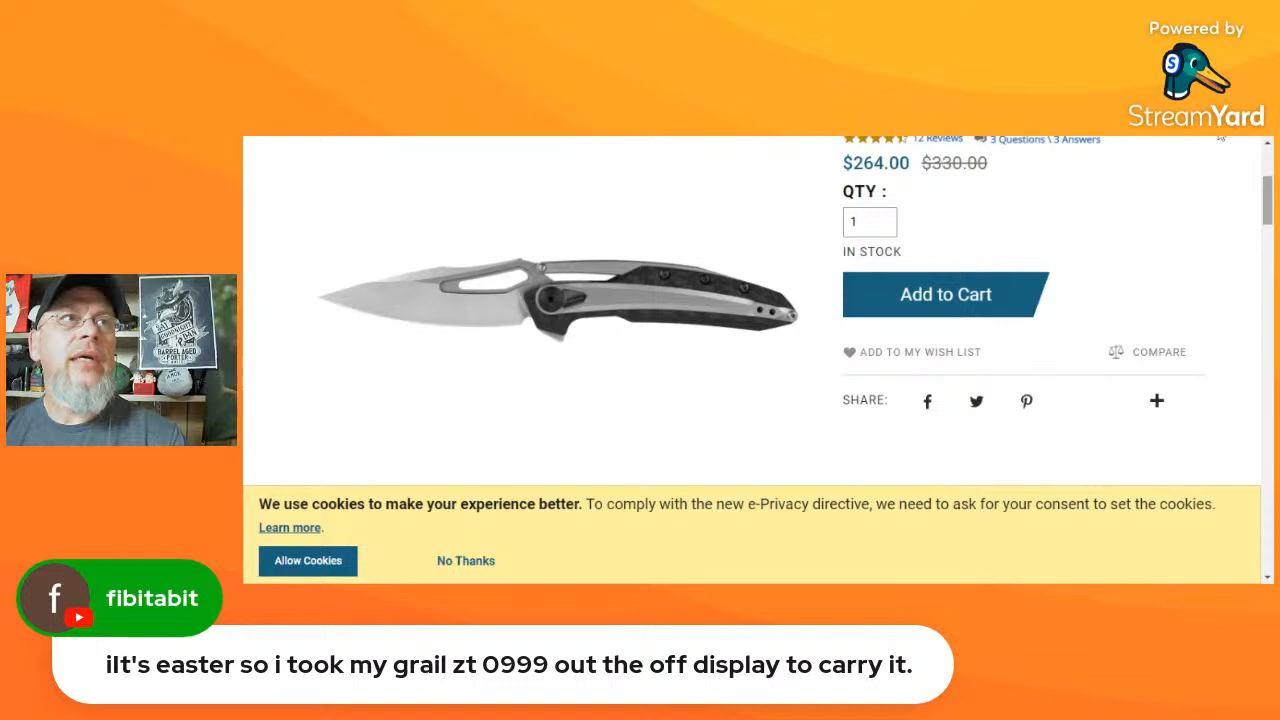 Powered by
StreamYard
12 Reviews 3 Questions \ 3 Answers
$264.00 $330.00
QTY :
1
IN STOCK
Add to Cart
ADD TO MY WISH LIST COMPARE
SHARE:
We use cookies to make your experience better. To comply with the new e-Privacy directive, we need to ask for your consent to set the cookies.
Learn more.
Allow Cookies No Thanks
BARREL AGED
PORTER
f fibitabit
iIt's easter so i took my grail zt 0999 out the off display to carry it.